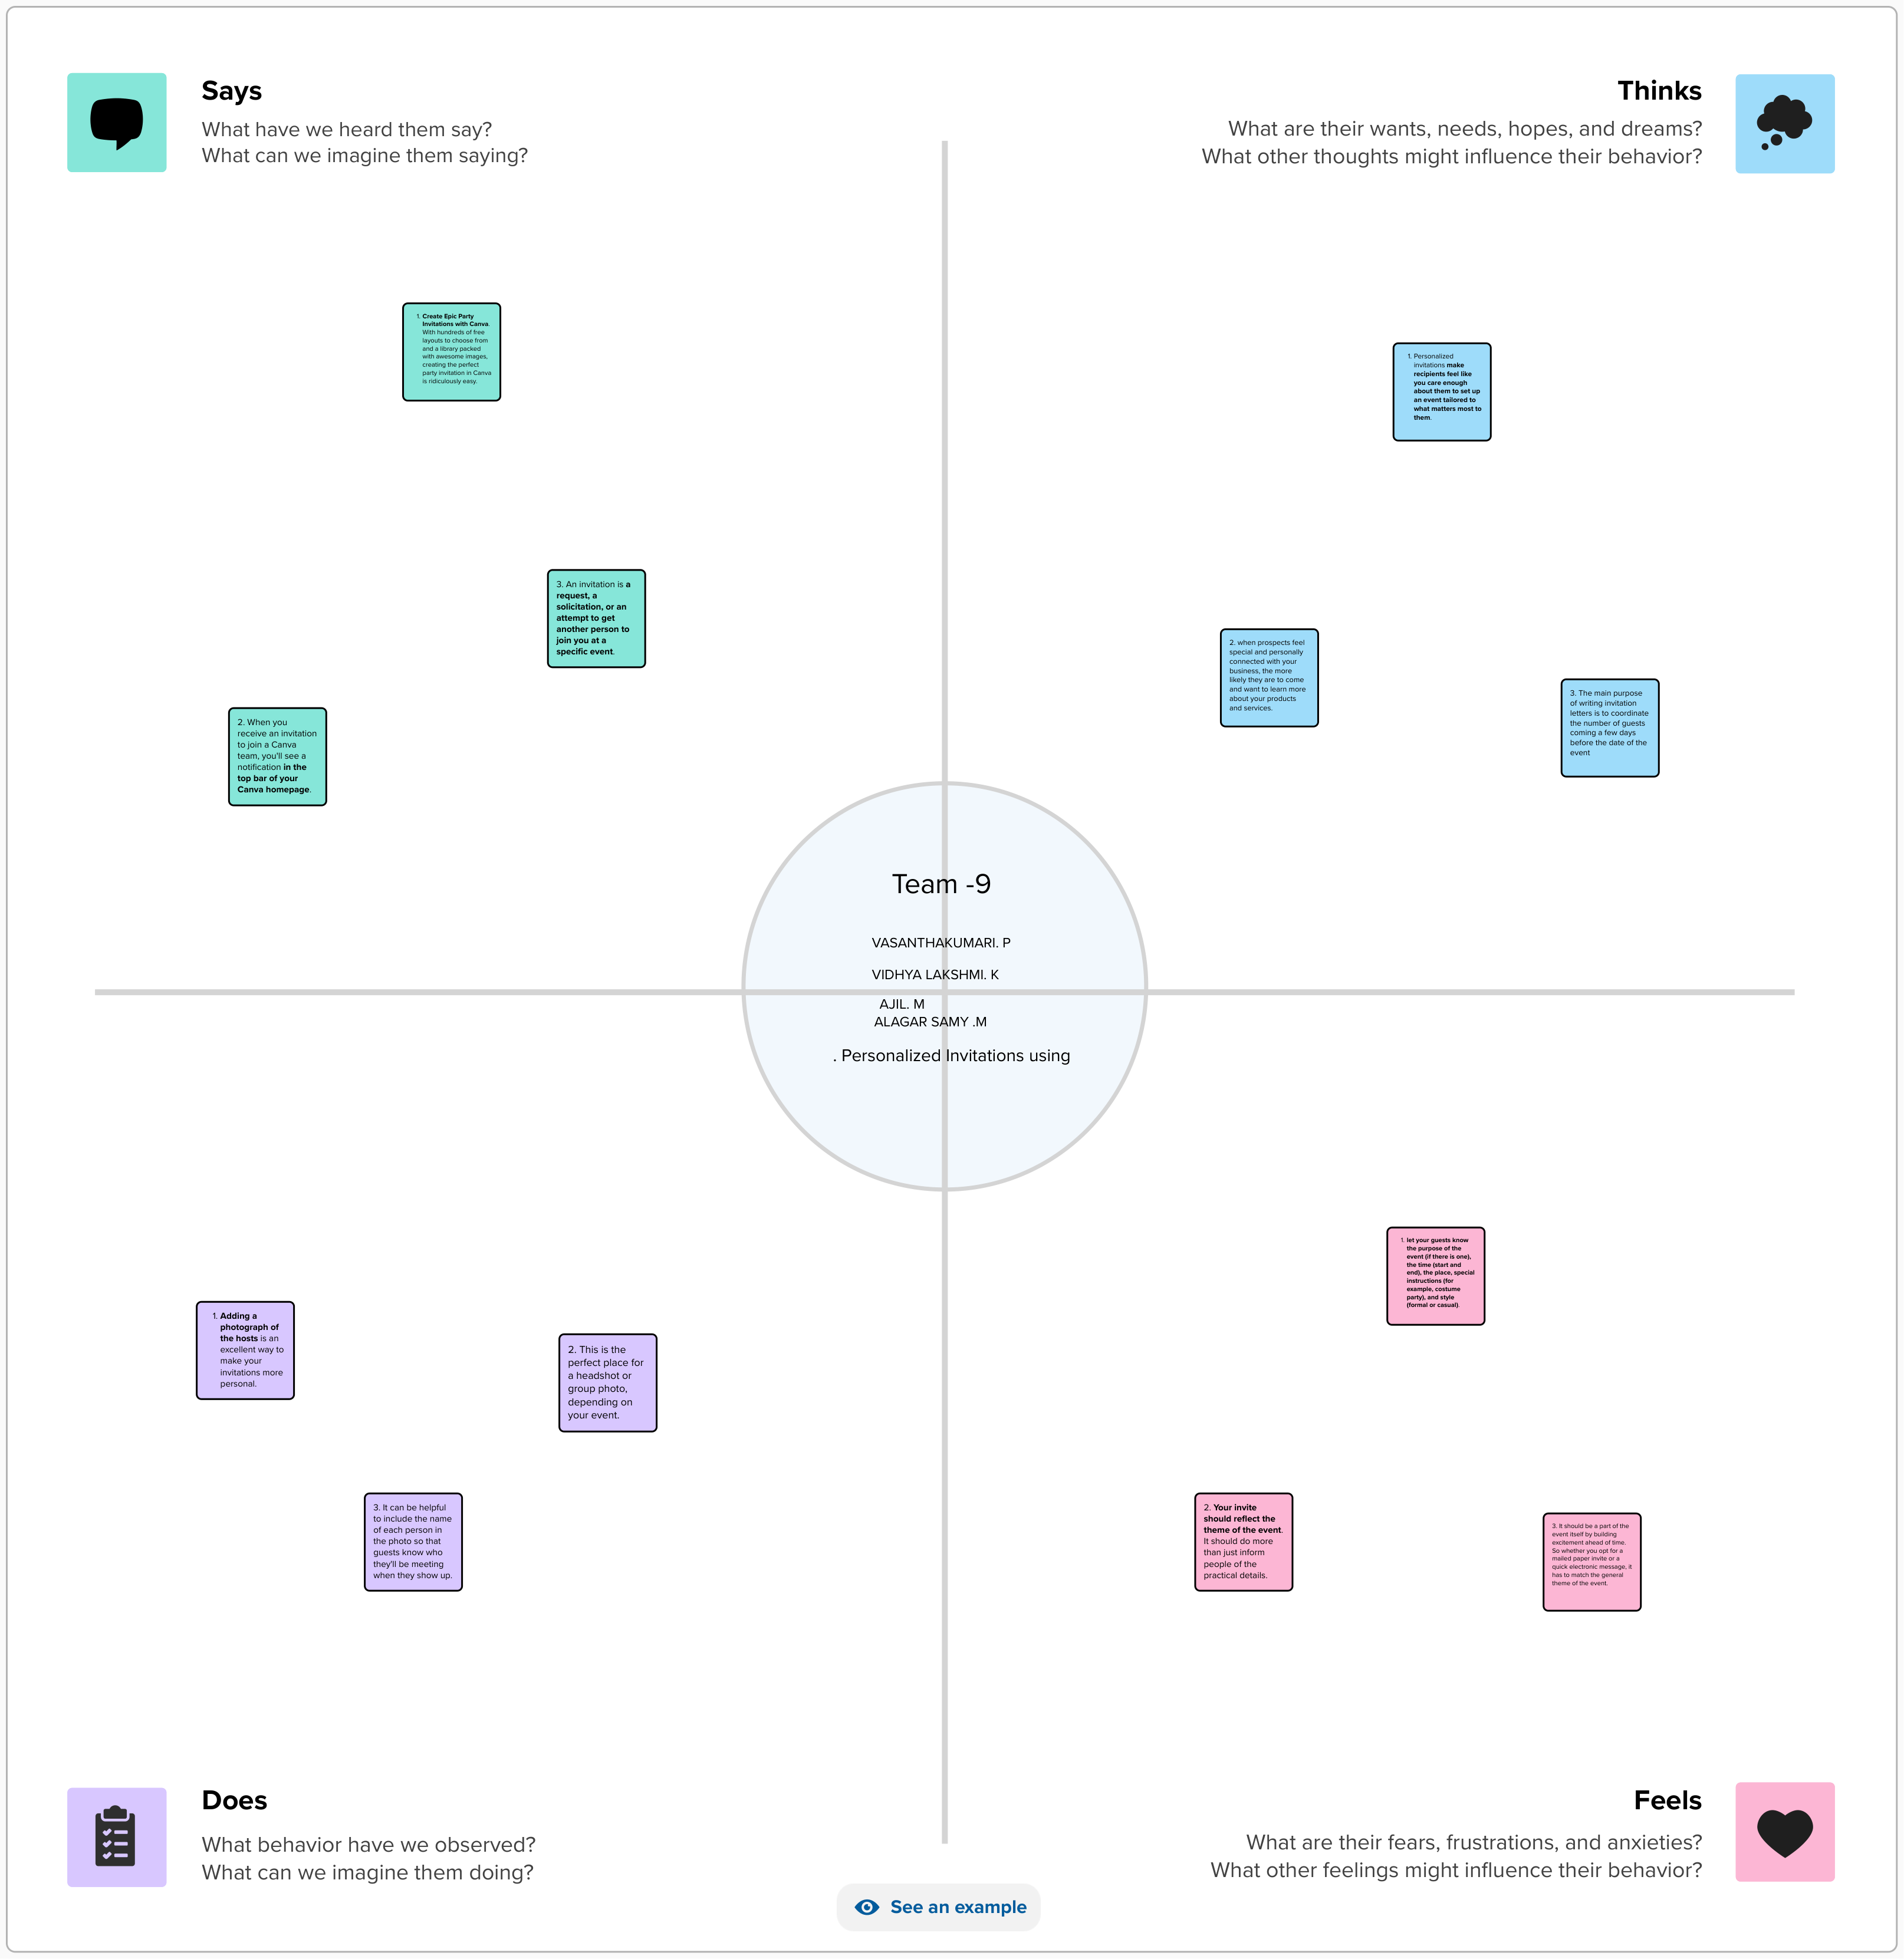 Says
What have we heard them say?
What can we imagine them saying?
Thinks
What are their wants, needs, hopes, and dreams?
What other thoughts might influence their behavior?
1. Create Epic Party
Invitations with Canva.
With hundreds of free
layouts to choose from
and a library packed
with awesome images,
creating the perfect
party invitation in Canva
is ridiculously easy.
3. An invitation is a
request, a
solicitation, or an
attempt to get
another person to
join you at a
specific event.
2. When you
receive an invitation
to join a Canva
team, you'll see a
notification in the
top bar of your
Canva homepage.
1. Personalized
invitations make
recipients feel like
you care enough
about them to set up
an event tailored to
what matters most to
them.
2. when prospects feel
special and personally
connected with your
business, the more
likely they are to come
and want to learn more
about your products
and services.
3. The main purpose
of writing invitation
letters is to coordinate
the number of guests
coming a few days
before the date of the
event
Team -9
VASANTHAKUMARI. P
VIDHYA LAKSHMI. K
AJIL. M
ALAGAR SAMY .M
. Personalized Invitations using
1. Adding a
photograph of
the hosts is an
excellent way to
make your
invitations more
personal.
2. This is the
perfect place for
a headshot or
group photo,
depending on
your event.
3. It can be helpful
to include the name
of each person in
the photo so that
guests know who
they'll be meeting
when they show up.
1. let your guests know
the purpose of the
event (if there is one),
the time (start and
end), the place, special
instructions (for
example, costume
party), and style
(formal or casual).
2. Your invite
should reflect the
theme of the event.
It should do more
than just inform
people of the
practical details.
3. It should be a part of the
event itself by building
excitement ahead of time.
So whether you opt for a
mailed paper invite or a
quick electronic message, it
has to match the general
theme of the event.
Does
What behavior have we observed?
What can we imagine them doing?
Feels
What are their fears, frustrations, and anxieties?
What other feelings might influence their behavior?
See an example